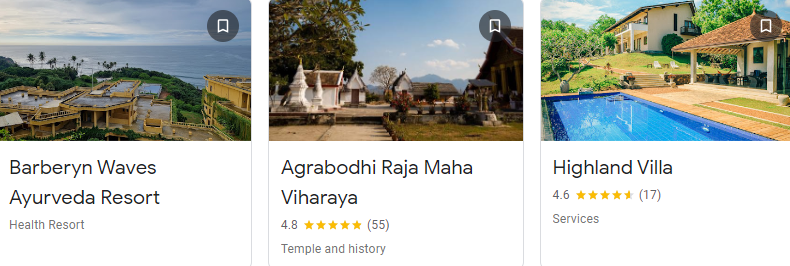 Barberyn Waves
Ayurveda Resort
Health Resort
Agrabodhi Raja Maha
Viharaya
4.8 ★★★★★ (55)
Temple and history
Highland Villa
4.6 ★★★★★ (17)
Services